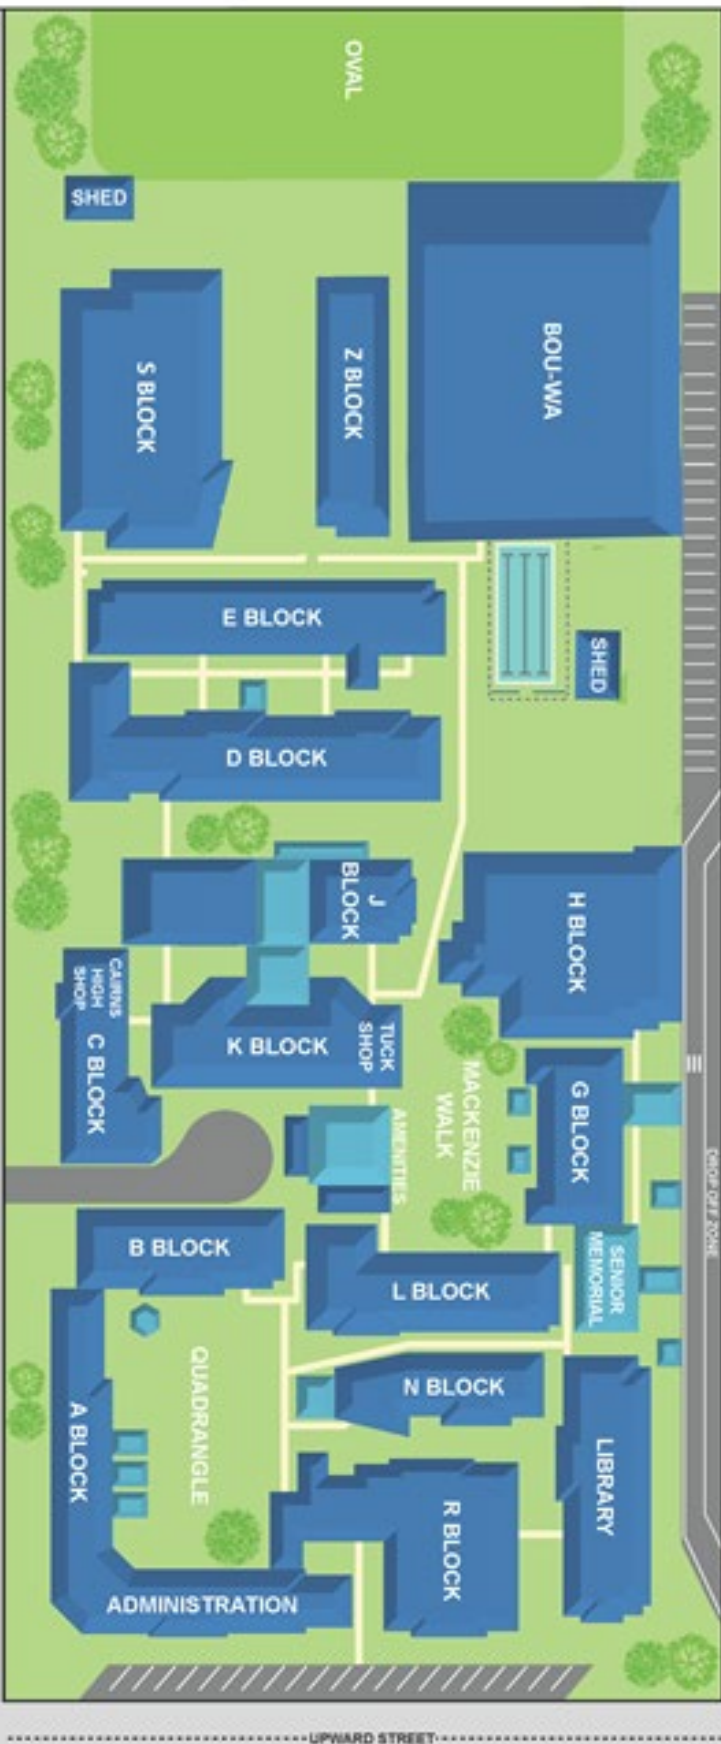 OVAL
SHED
S BLOCK
Z BLOCK
BOU-WA
E BLOCK
SHED
D BLOCK
J
BLOCK
H BLOCK
CAIRNS
HIGH
SHOP
C BLOCK
K BLOCK
TUCK
SHOP
MACKENZIE
WALK
G BLOCK
AMENITIES
DROP OFF ZONE
B BLOCK
L BLOCK
SENIOR
MEMORIAL
QUADRANGLE
N BLOCK
A BLOCK
LIBRARY
R BLOCK
ADMINISTRATION
UPWARD STREET